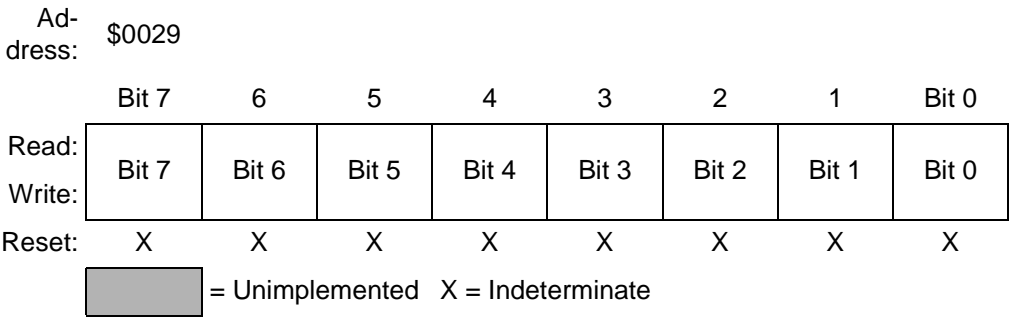 Ad-
dress: $0029
Bit 7 6 5 4 3 2 1 Bit 0
Read:
Bit 7 Bit 6 Bit 5 Bit 4 Bit 3 Bit 2 Bit 1 Bit 0
Write:
Reset: X X X X X X X X
= Unimplemented X = Indeterminate